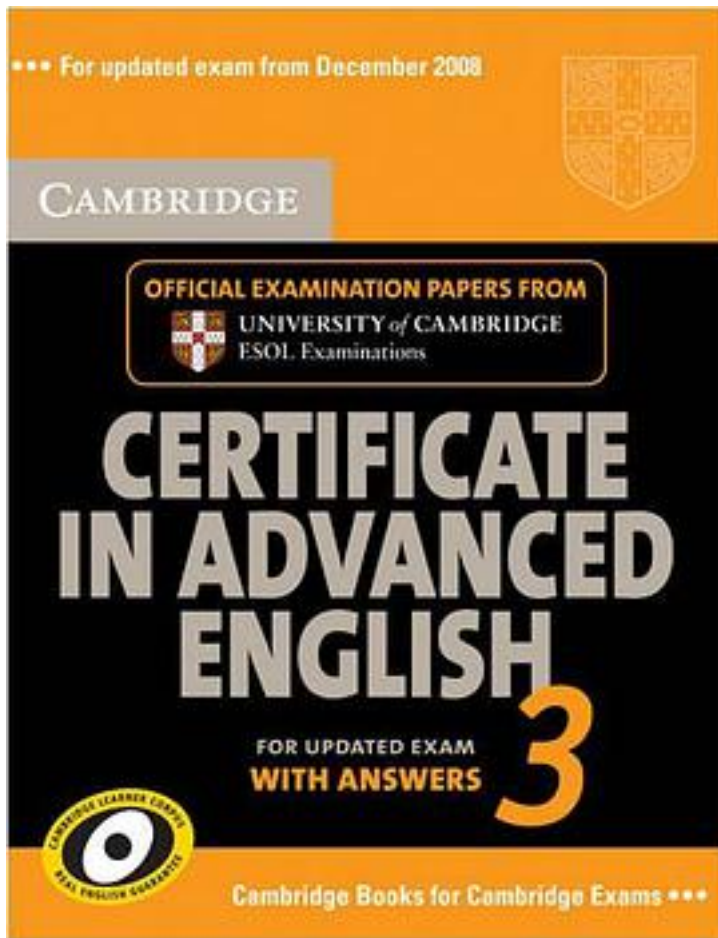 ••• For updated exam from December 2008
CAMBRIDGE
OFFICIAL EXAMINATION PAPERS FROM
UNIVERSITY of CAMBRIDGE
ESOL Examinations
CERTIFICATE
IN ADVANCED
ENGLISH
3
FOR UPDATED EXAM
WITH ANSWERS
CAMBRIDGE LEARNER CORPUS
REAL ENGLISH GUARANTEE
Cambridge Books for Cambridge Exams •••